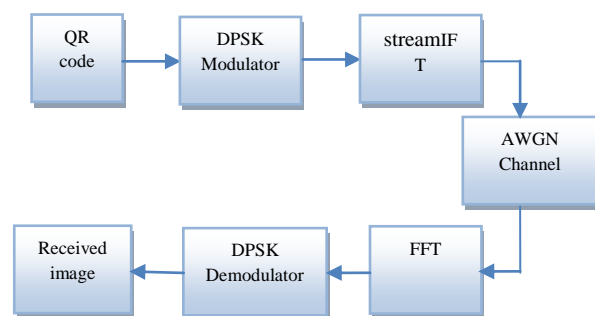 QR
code
DPSK
Modulator
streamIF
T
AWGN
Channel
Received
image
DPSK
Demodulator
FFT